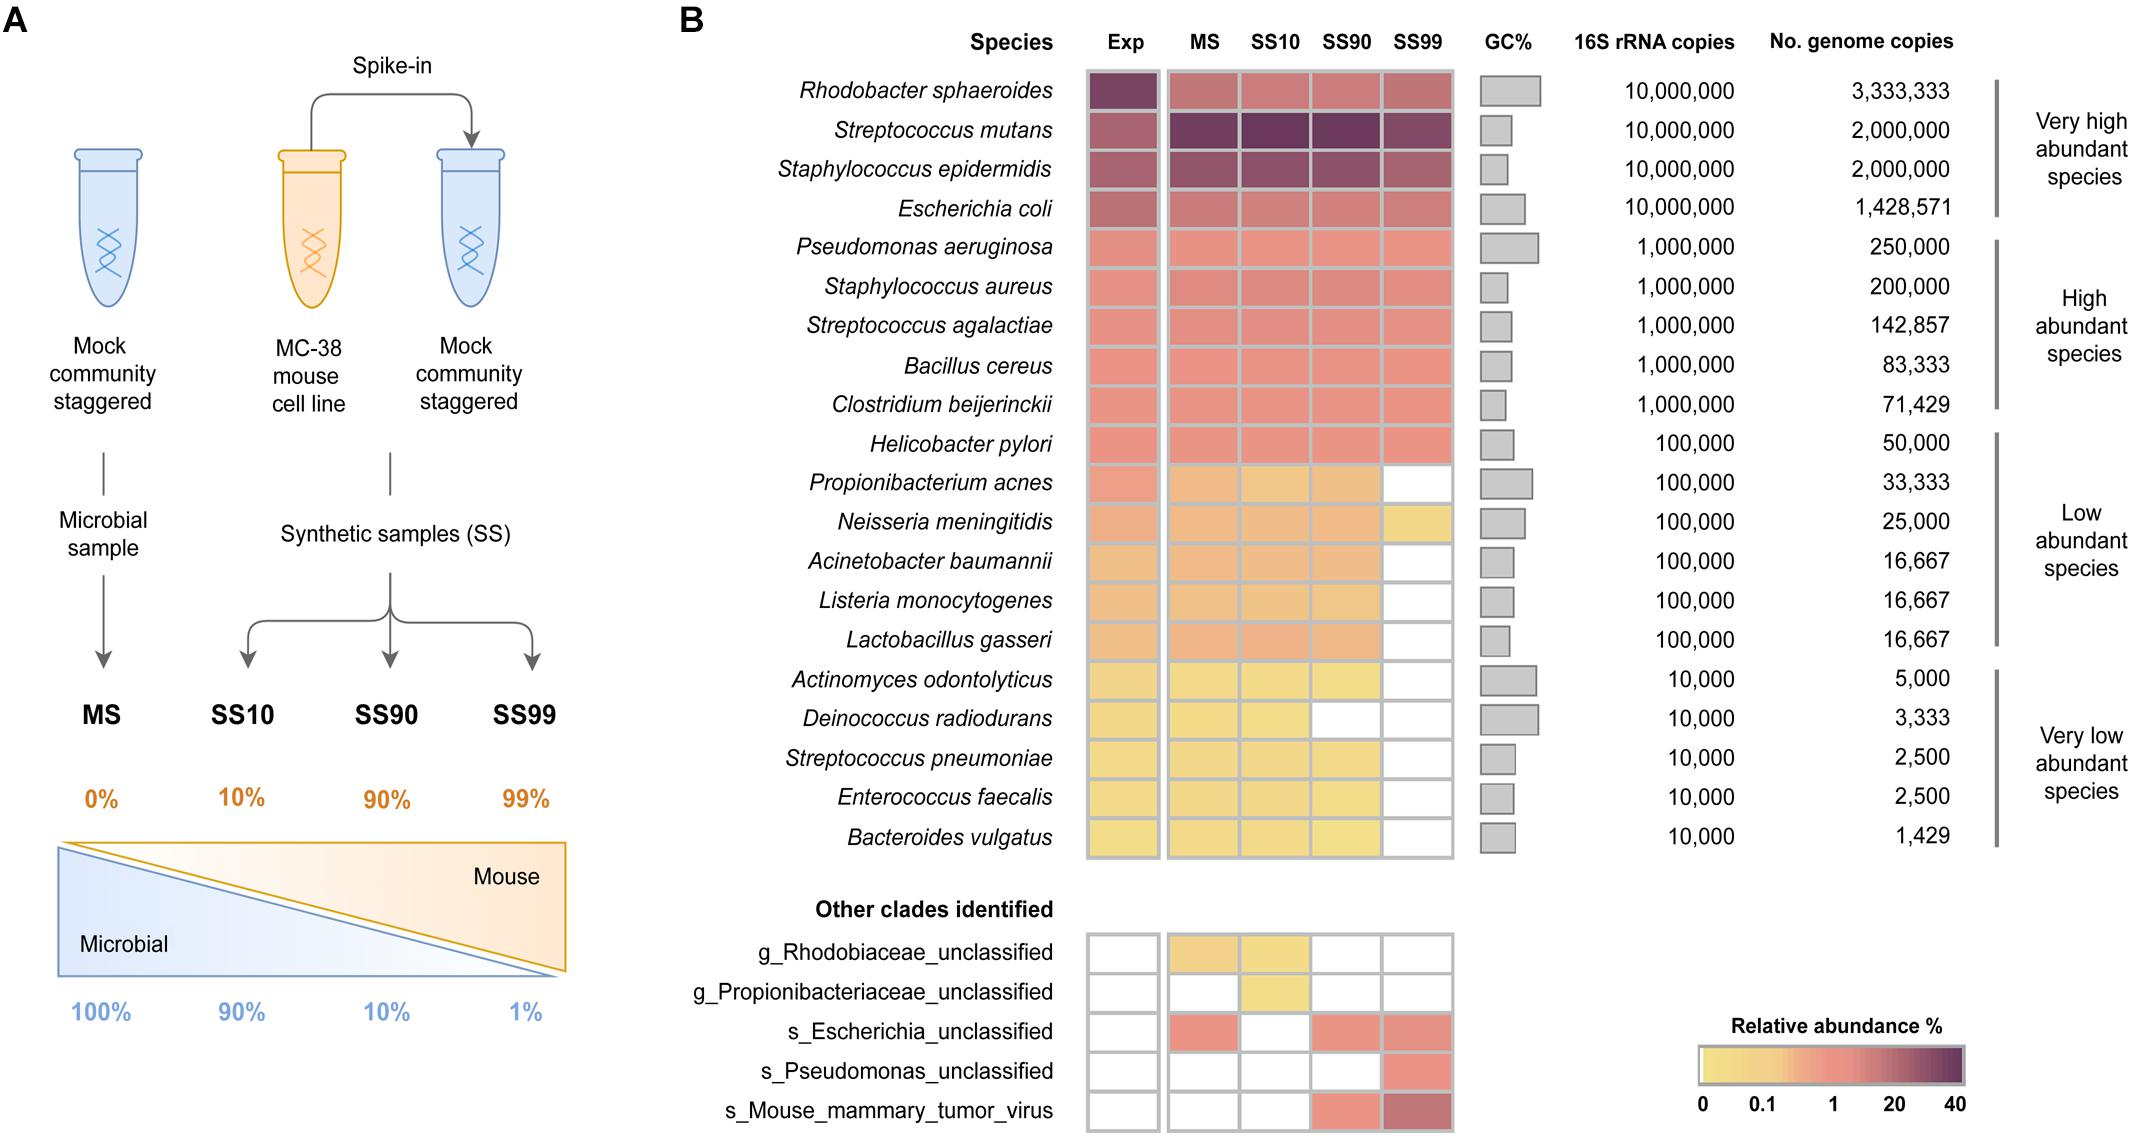 A
Spike-in
Mock
community
staggered
MC-38
mouse
cell line
Mock
community
staggered
Microbial
sample
Synthetic samples (SS)
MS SS10 SS90 SS99
0% 10% 90% 99%
Mouse
Microbial
100% 90% 10% 1%
B
Species Exp MS SS10 SS90 SS99 GC% 16S rRNA copies No. genome copies
Rhodobacter sphaeroides 10,000,000 3,333,333
Streptococcus mutans 10,000,000 2,000,000
Staphylococcus epidermidis 10,000,000 2,000,000
Escherichia coli 10,000,000 1,428,571
Very high
abundant
species
Pseudomonas aeruginosa 1,000,000 250,000
Staphylococcus aureus 1,000,000 200,000
Streptococcus agalactiae 1,000,000 142,857
Bacillus cereus 1,000,000 83,333
Clostridium beijerinckii 1,000,000 71,429
High
abundant
species
Helicobacter pylori 100,000 50,000
Propionibacterium acnes 100,000 33,333
Neisseria meningitidis 100,000 25,000
Acinetobacter baumannii 100,000 16,667
Listeria monocytogenes 100,000 16,667
Lactobacillus gasseri 100,000 16,667
Low
abundant
species
Actinomyces odontolyticus 10,000 5,000
Deinococcus radiodurans 10,000 3,333
Streptococcus pneumoniae 10,000 2,500
Enterococcus faecalis 10,000 2,500
Bacteroides vulgatus 10,000 1,429
Very low
abundant
species
Other clades identified
g_Rhodobiaceae_unclassified
g_Propionibacteriaceae_unclassified
s_Escherichia_unclassified
s_Pseudomonas_unclassified
s_Mouse_mammary_tumor_virus
Relative abundance %
0 0.1 1 20 40